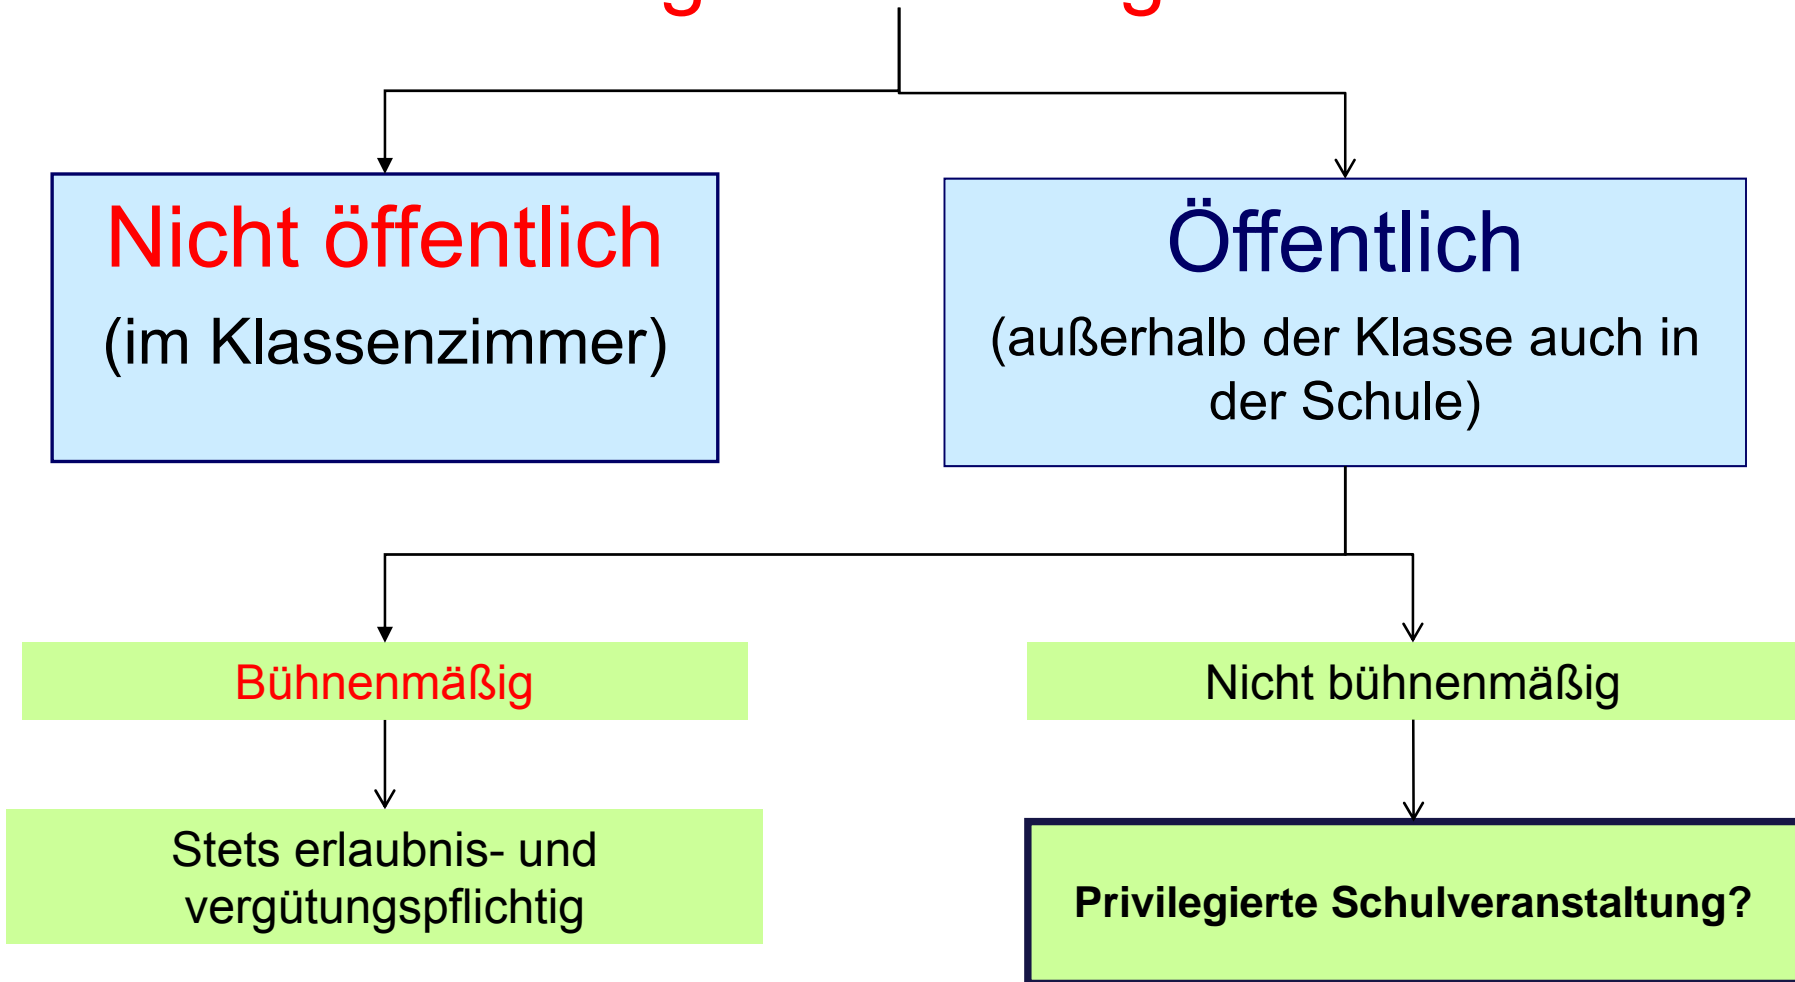 Nicht öffentlich
(im Klassenzimmer)
Öffentlich
(außerhalb der Klasse auch in
der Schule)
Bühnenmäßig
Nicht bühnenmäßig
Stets erlaubnis- und
vergütungspflichtig
Privilegierte Schulveranstaltung?